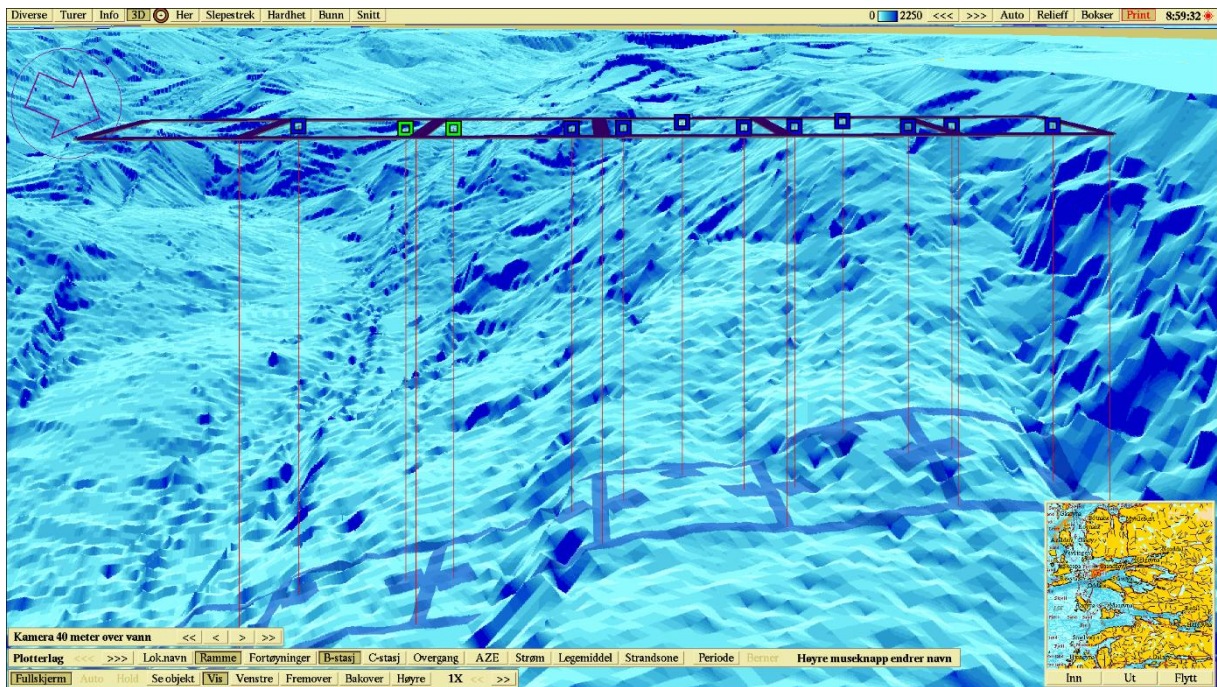 Diverse Turer Info 3D Her Slepestrek Hardhet Bunn Snitt 0 2250 <<< >>> Auto Relieff Bokser Print 8:59:32
Kamera 40 meter over vann << < > >>
Plotterlag <<< >>> Lok.navn Ramme Fortøyninger B-stasj C-stasj Overgang AZE Strøm Legemiddel Strandsone Periode Berner Høyre museknapp endrer navn
Fullskjerm Auto Hold Se objekt Vis Venstre Fremover Bakover Høyre 1X << >>
Inn Ut Flytt